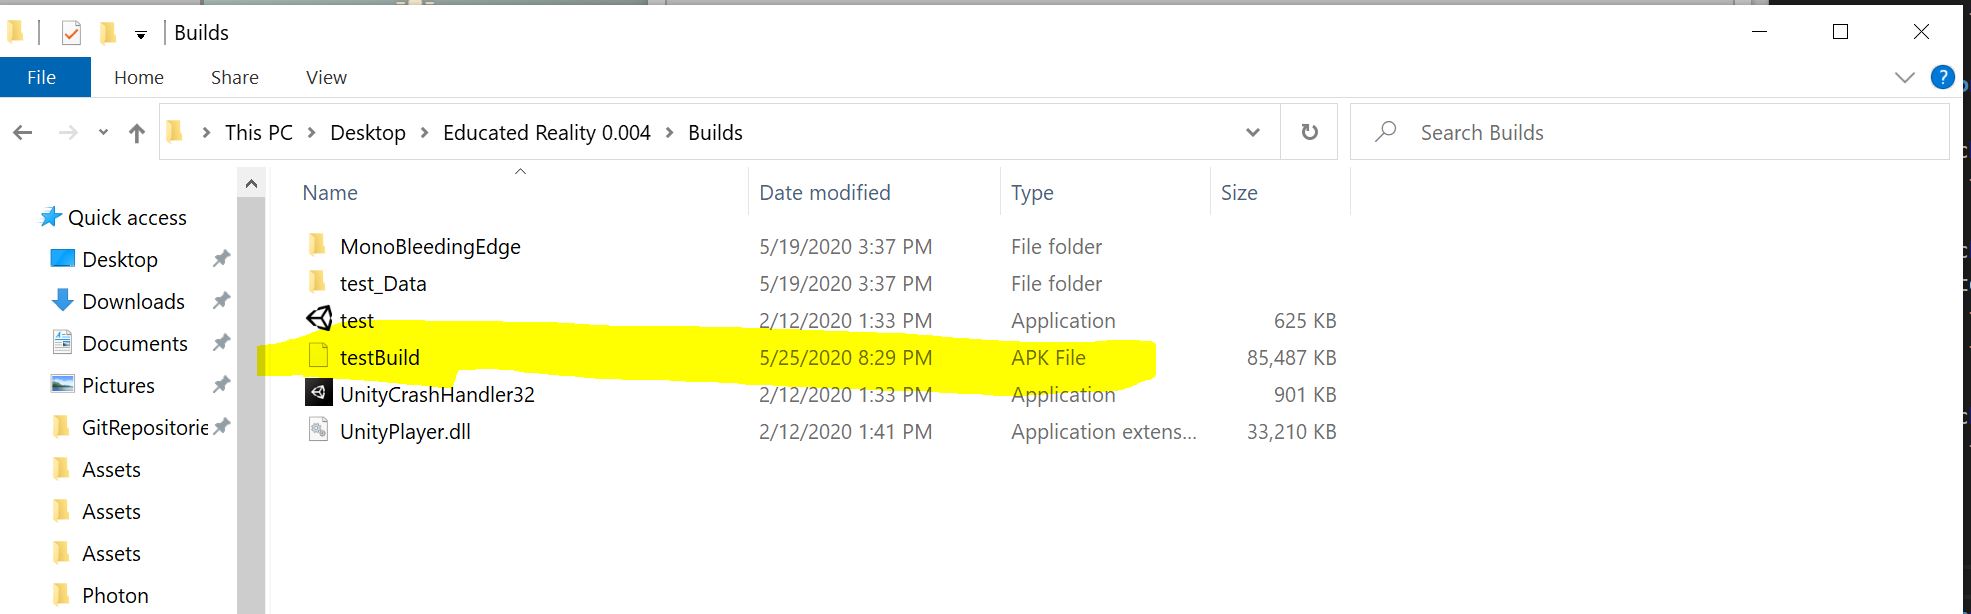 Builds
File Home Share View
This PC Desktop Educated Reality 0.004 Builds Search Builds
Name Date modified Type Size
Quick access
Desktop
Downloads
Documents
Pictures
GitRepositorie
Assets
Assets
Assets
Photon
MonoBleedingEdge 5/19/2020 3:37 PM File folder
test_Data 5/19/2020 3:37 PM File folder
test 2/12/2020 1:33 PM Application 625 KB
testBuild 5/25/2020 8:29 PM APK File 85,487 KB
UnityCrashHandler32 2/12/2020 1:33 PM Application 901 KB
UnityPlayer.dll 2/12/2020 1:41 PM Application extens... 33,210 KB